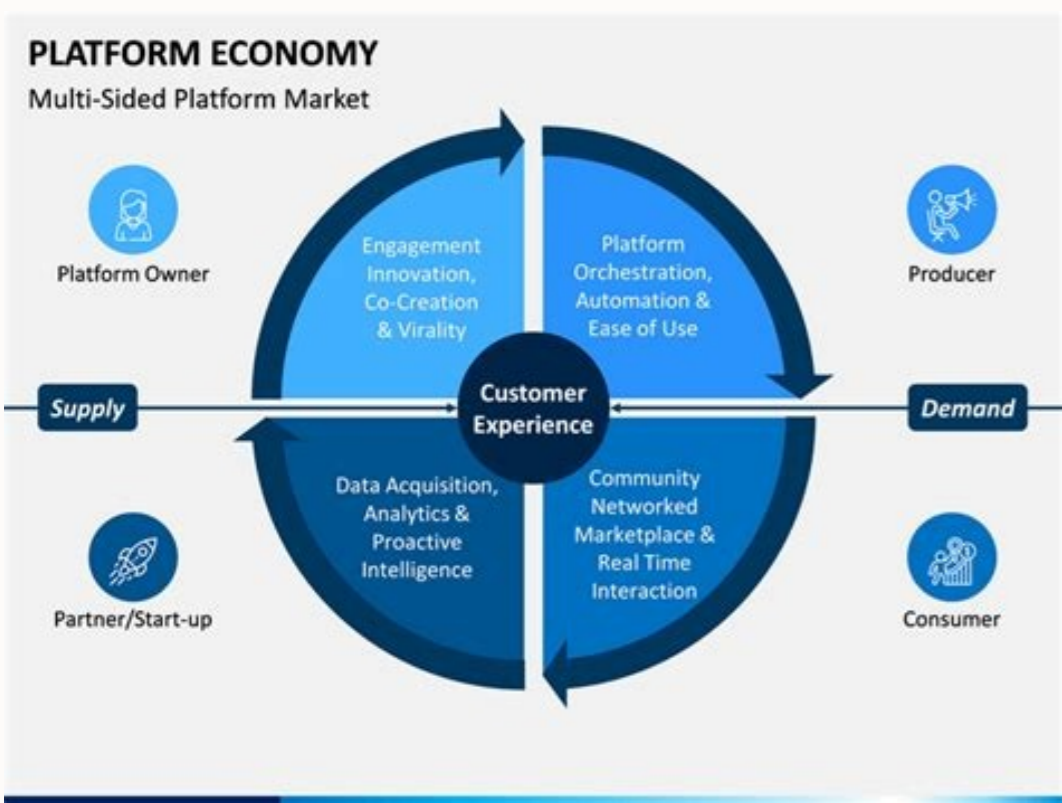 PLATFORM ECONOMY
Multi-Sided Platform Market
Platform Owner
Engagement
Innovation,
Co-Creation
& Virality
Platform
Orchestration,
Automation &
Ease of Use
Producer
Supply
Customer
Experience
Demand
Partner/Start-up
Data Acquisition,
Analytics &
Proactive
Intelligence
Community
Networked
Marketplace &
Real Time
Interaction
Consumer